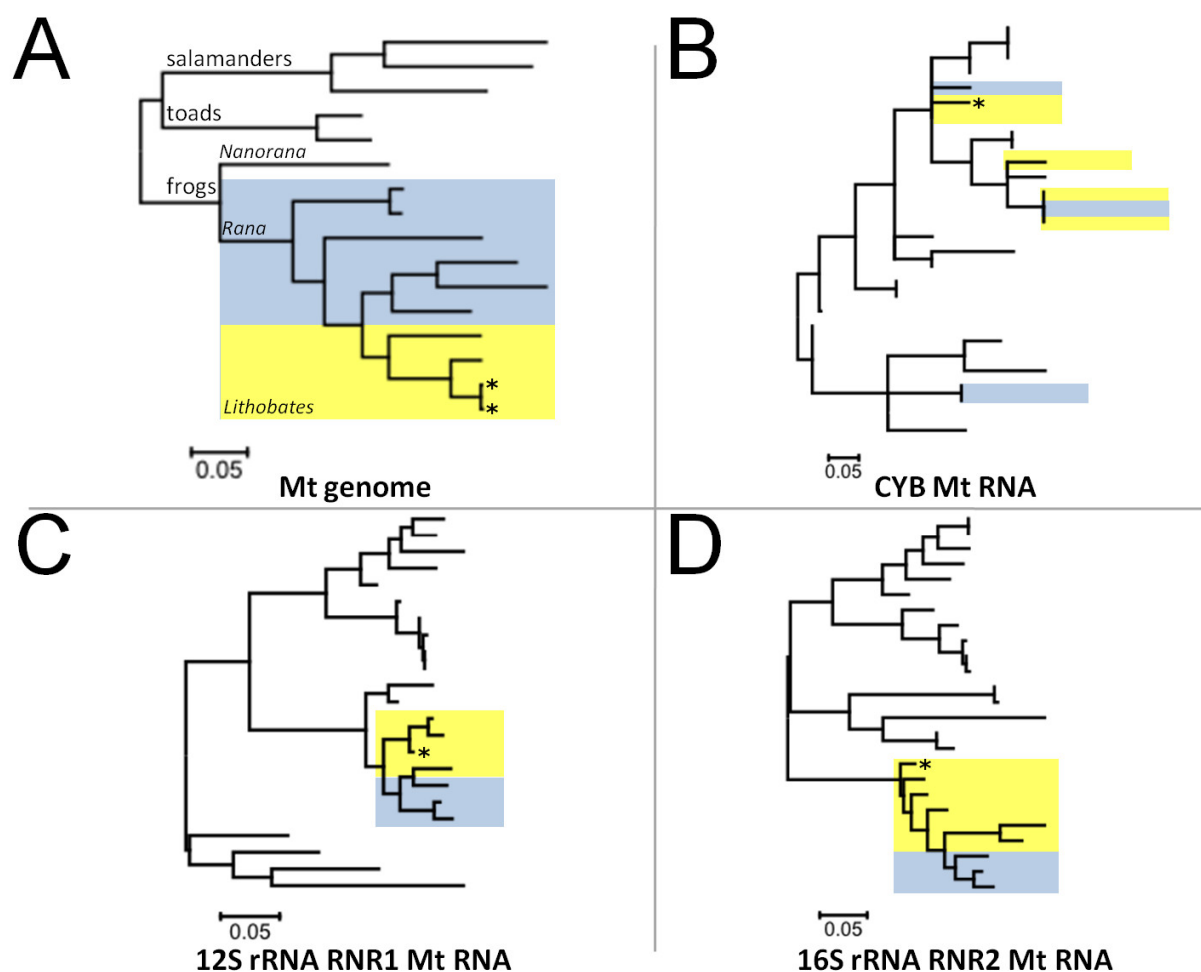 A
salamanders
toads
Nanorana
frogs
Rana
*
*
Lithobates
0.05
Mt genome
B
*
0.05
CYB Mt RNA
C
*
0.05
12S rRNA RNR1 Mt RNA
D
*
0.05
16S rRNA RNR2 Mt RNA